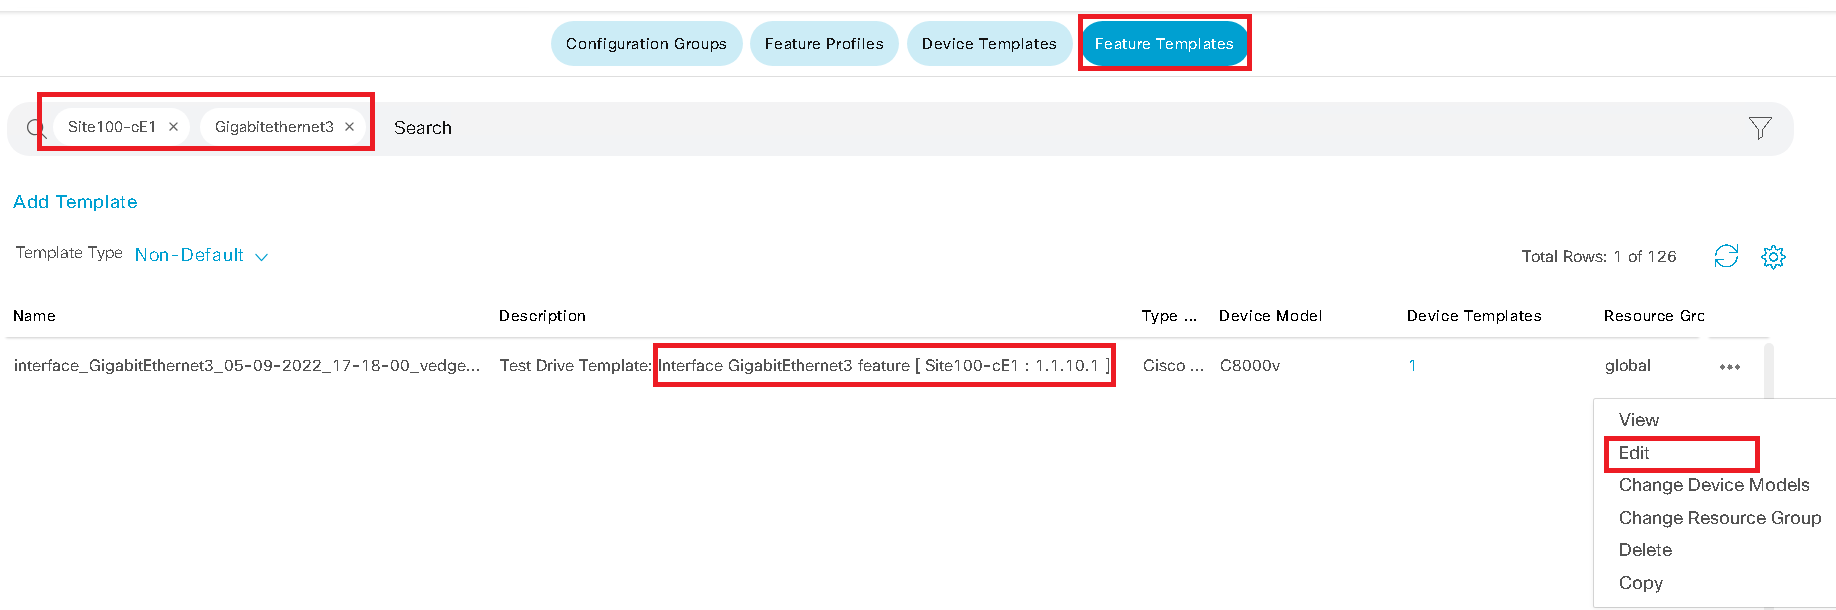 Configuration Groups Feature Profiles Device Templates Feature Templates
Site100-cE1 × Gigabitethernet3 × Search
Add Template
Template Type Non-Default
Total Rows: 1 of 126
Name Description Type ... Device Model Device Templates Resource Grc
interface_GigabitEthernet3_05-09-2022_17-18-00_vedge... Test Drive Template: Interface GigabitEthernet3 feature [ Site100-cE1 : 1.1.10.1 ] Cisco ... C8000v 1 global •••
View
Edit
Change Device Models
Change Resource Group
Delete
Copy